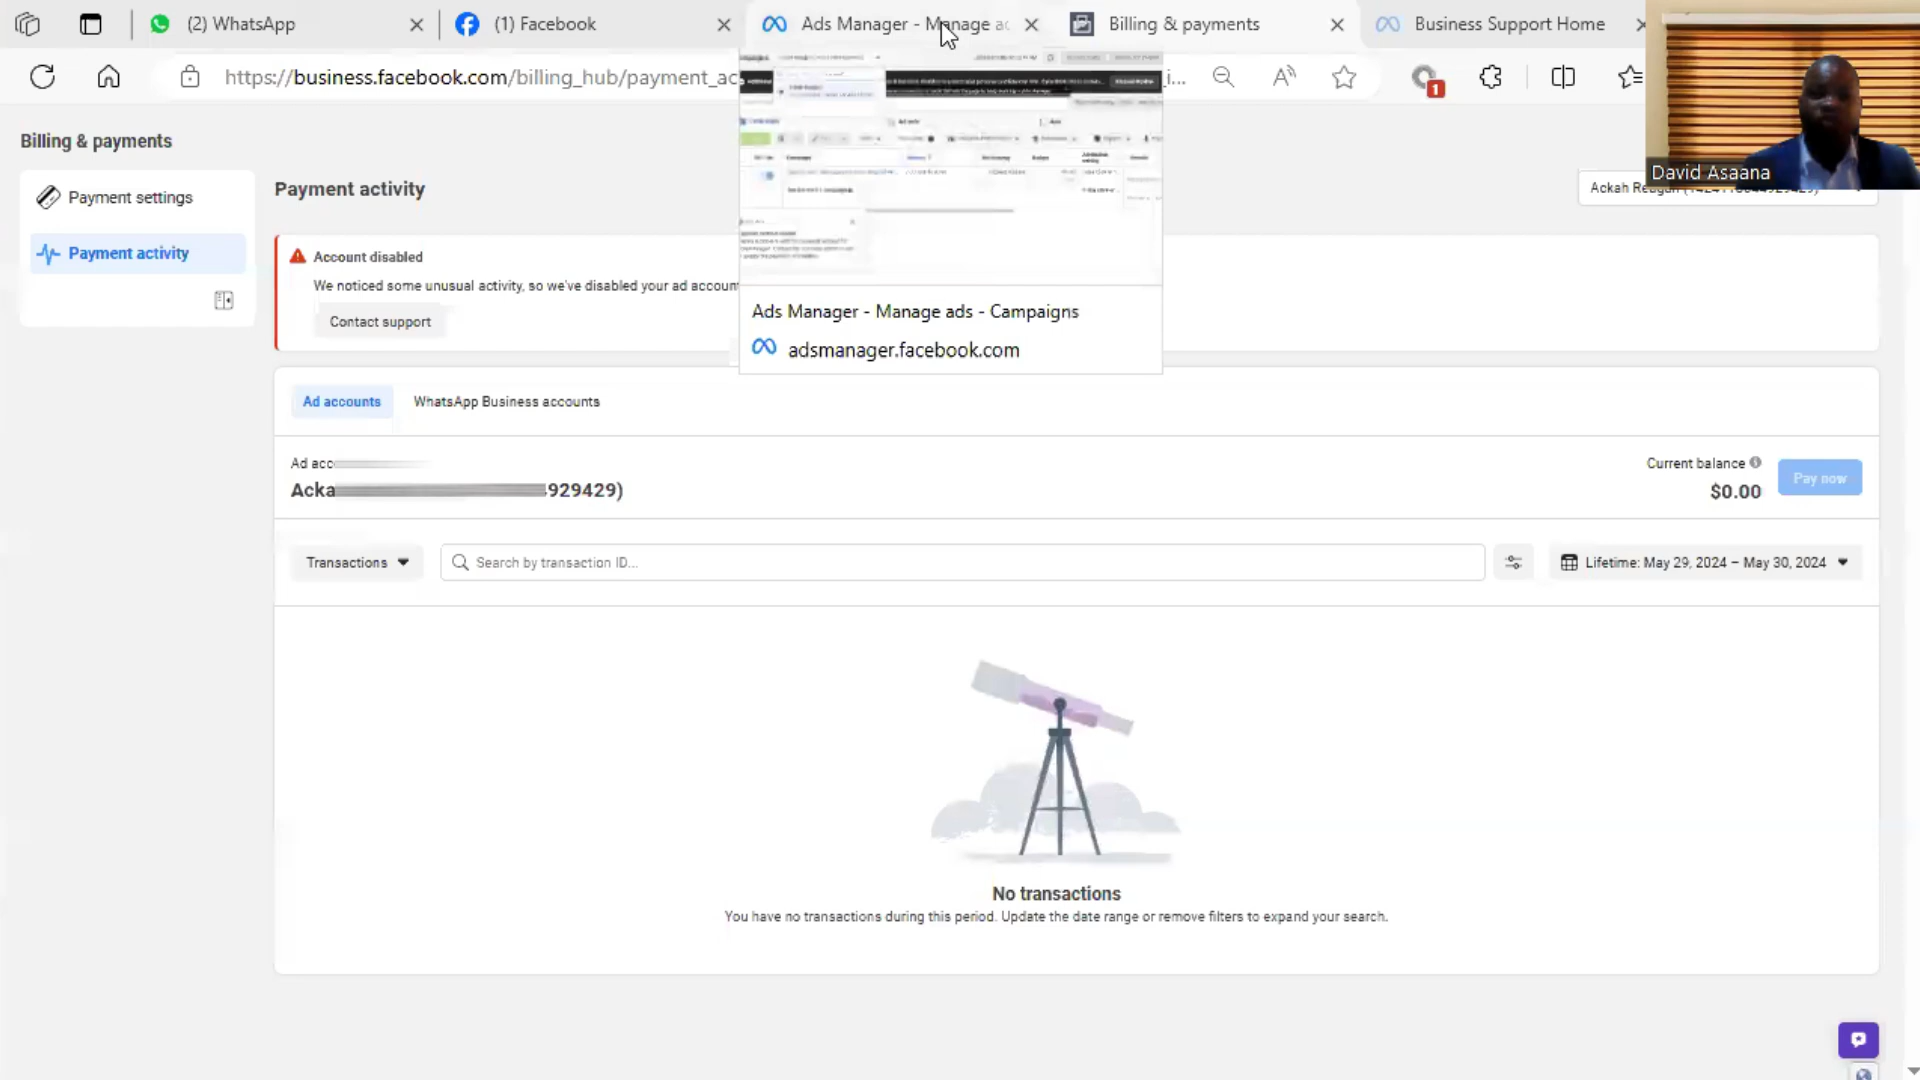 (2) WhatsApp
(1) Facebook
Ads Manager - Manage ac
Billing & payments
Business Support Home
https://business.facebook.com/billing_hub/payment_ac
_i...
1
David Asaana
Billing & payments
Payment settings
Payment activity
Payment activity
Ackah
Account disabled
We noticed some unusual activity, so we've disabled your ad account
Contact support
Ads Manager - Manage ads - Campaigns
adsmanager.facebook.com
Ad accounts
WhatsApp Business accounts
Ad acc
Acka 929429)
Current balance
$0.00
Pay now
Transactions
Search by transaction ID...
Lifetime: May 29, 2024 – May 30, 2024
No transactions
You have no transactions during this period. Update the date range or remove filters to expand your search.